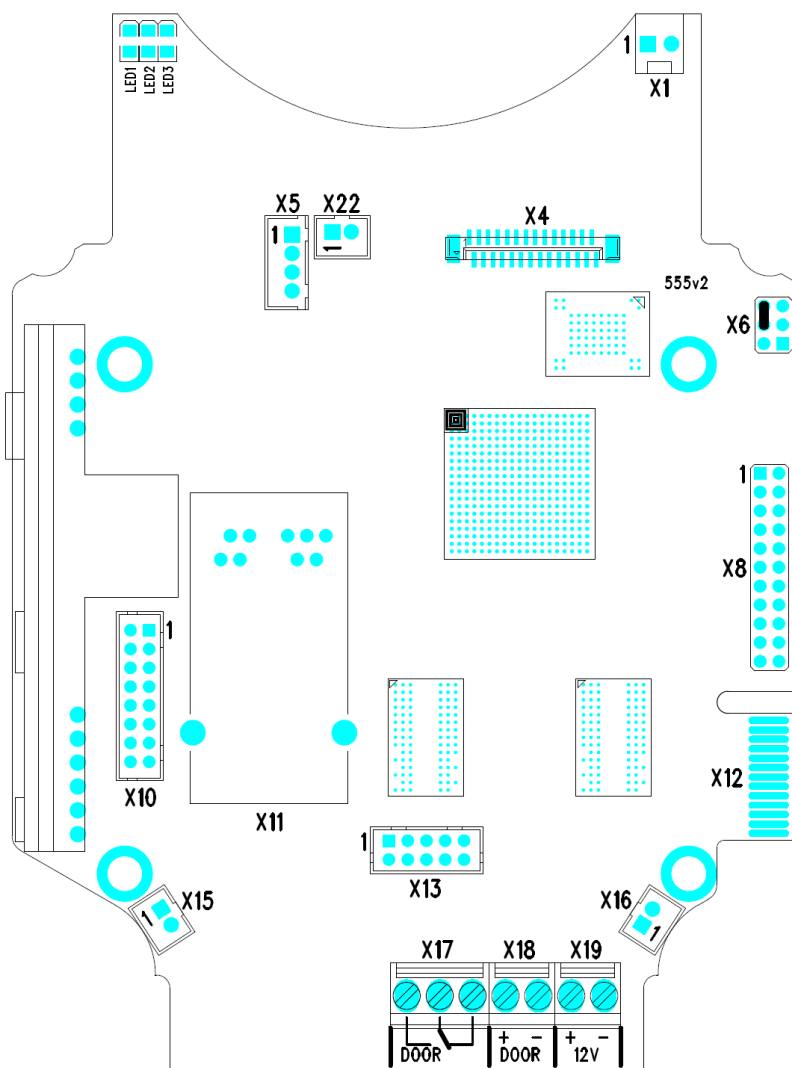 LED1 LED2 LED3
1
X1
X5 X22
1 1
X4
555v2
X6
1
X8
1
X10
X11
X12
1
X13
X15
1
X16
1
X17 X18 X19
+ - + -
DOOR DOOR 12V